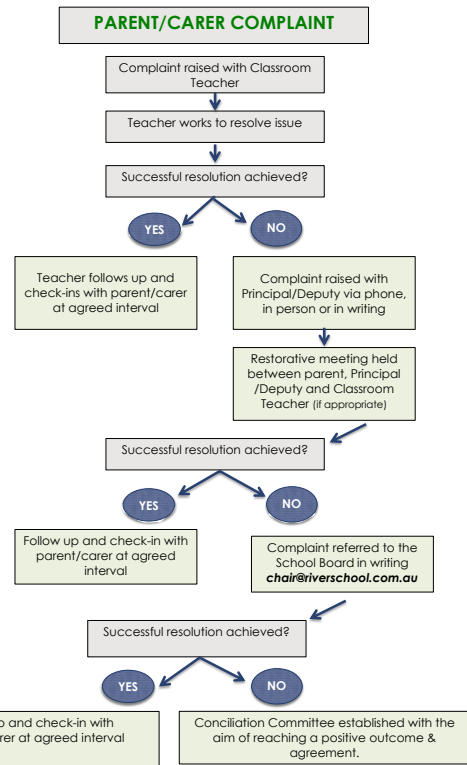 PARENT/CARER COMPLAINT
Complaint raised with Classroom
Teacher
Teacher works to resolve issue
Successful resolution achieved?
YES
NO
Teacher follows up and
check-ins with parent/carer
at agreed interval
Complaint raised with
Principal/Deputy via phone,
in person or in writing
Restorative meeting held
between parent, Principal
/Deputy and Classroom
Teacher (if appropriate)
Successful resolution achieved?
YES
NO
Follow up and check-in with
parent/carer at agreed
interval
Complaint referred to the
School Board in writing
chair@riverschool.com.au
Successful resolution achieved?
YES
NO
and check-in with
at agreed interval
Conciliation Committee established with the
aim of reaching a positive outcome &
agreement.